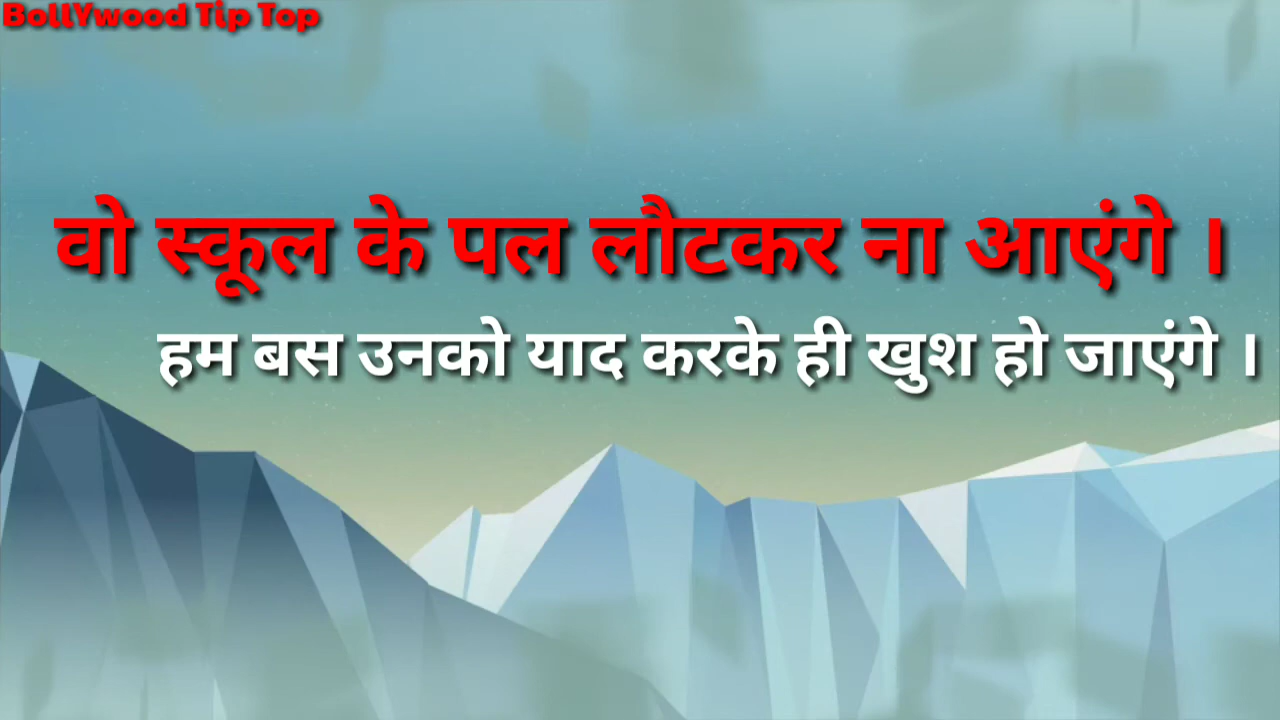 BollYwood Tip Top
वो स्कूल के पल लौटकर ना आएंगे ।
हम बस उनको याद करके ही खुश हो जाएंगे ।